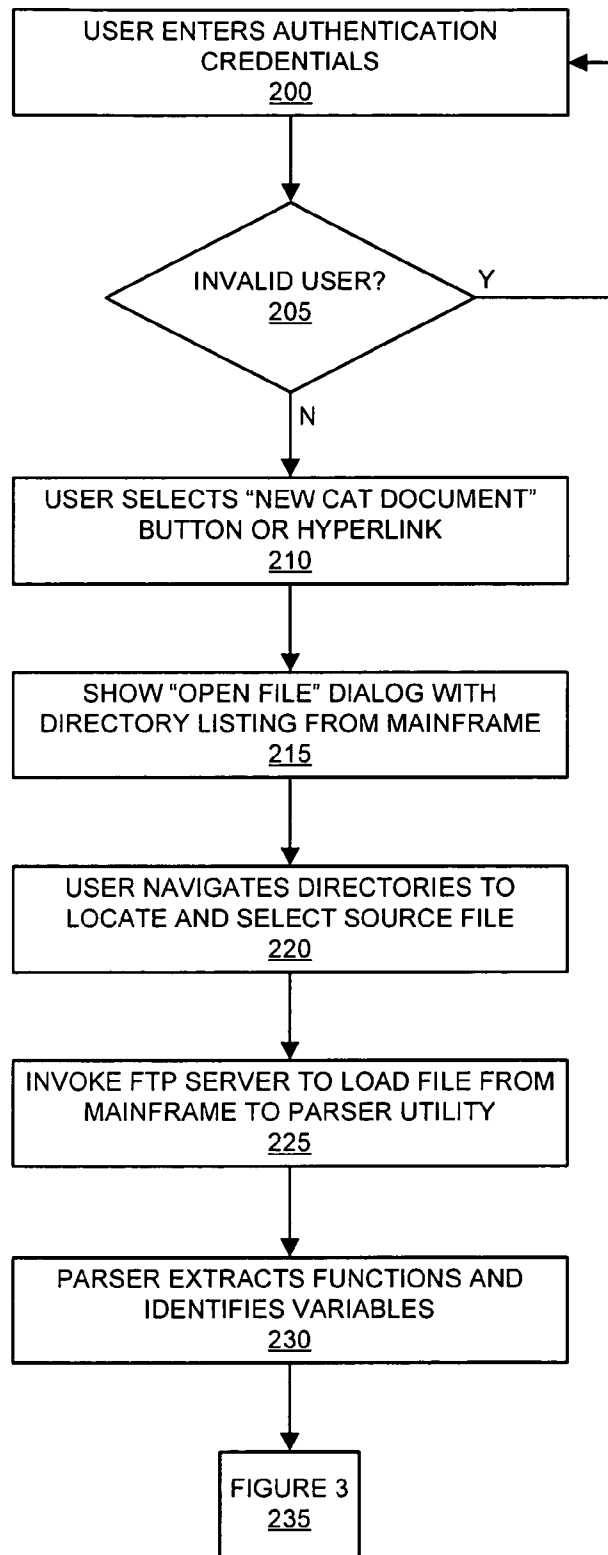 USER ENTERS AUTHENTICATION
CREDENTIALS
200
INVALID USER?
205
Y
N
USER SELECTS “NEW CAT DOCUMENT”
BUTTON OR HYPERLINK
210
SHOW “OPEN FILE” DIALOG WITH
DIRECTORY LISTING FROM MAINFRAME
215
USER NAVIGATES DIRECTORIES TO
LOCATE AND SELECT SOURCE FILE
220
INVOKE FTP SERVER TO LOAD FILE FROM
MAINFRAME TO PARSER UTILITY
225
PARSER EXTRACTS FUNCTIONS AND
IDENTIFIES VARIABLES
230
FIGURE 3
235